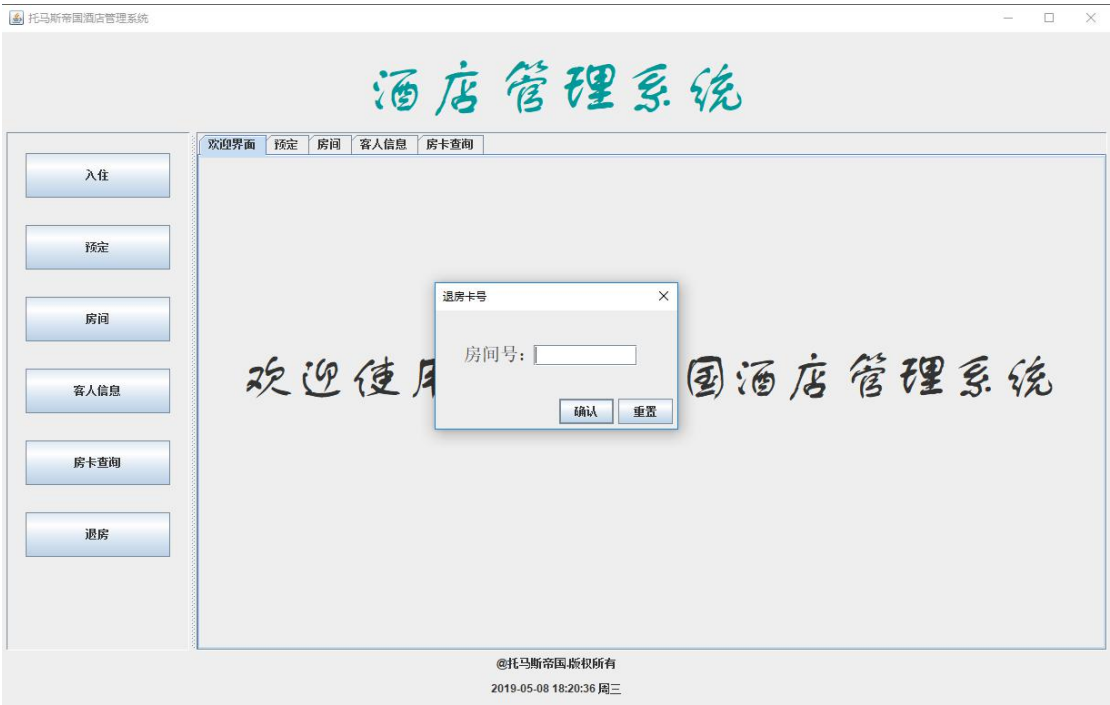 托马斯帝国酒店管理系统
酒店管理系统
欢迎界面 预定 房间 客人信息 房卡查询
入住
预定
房间
客人信息
房卡查询
退房
退房卡号
房间号：
确认 重置
欢迎使用 国酒店管理系统
@托马斯帝国.版权所有
2019-05-08 18:20:36 周三